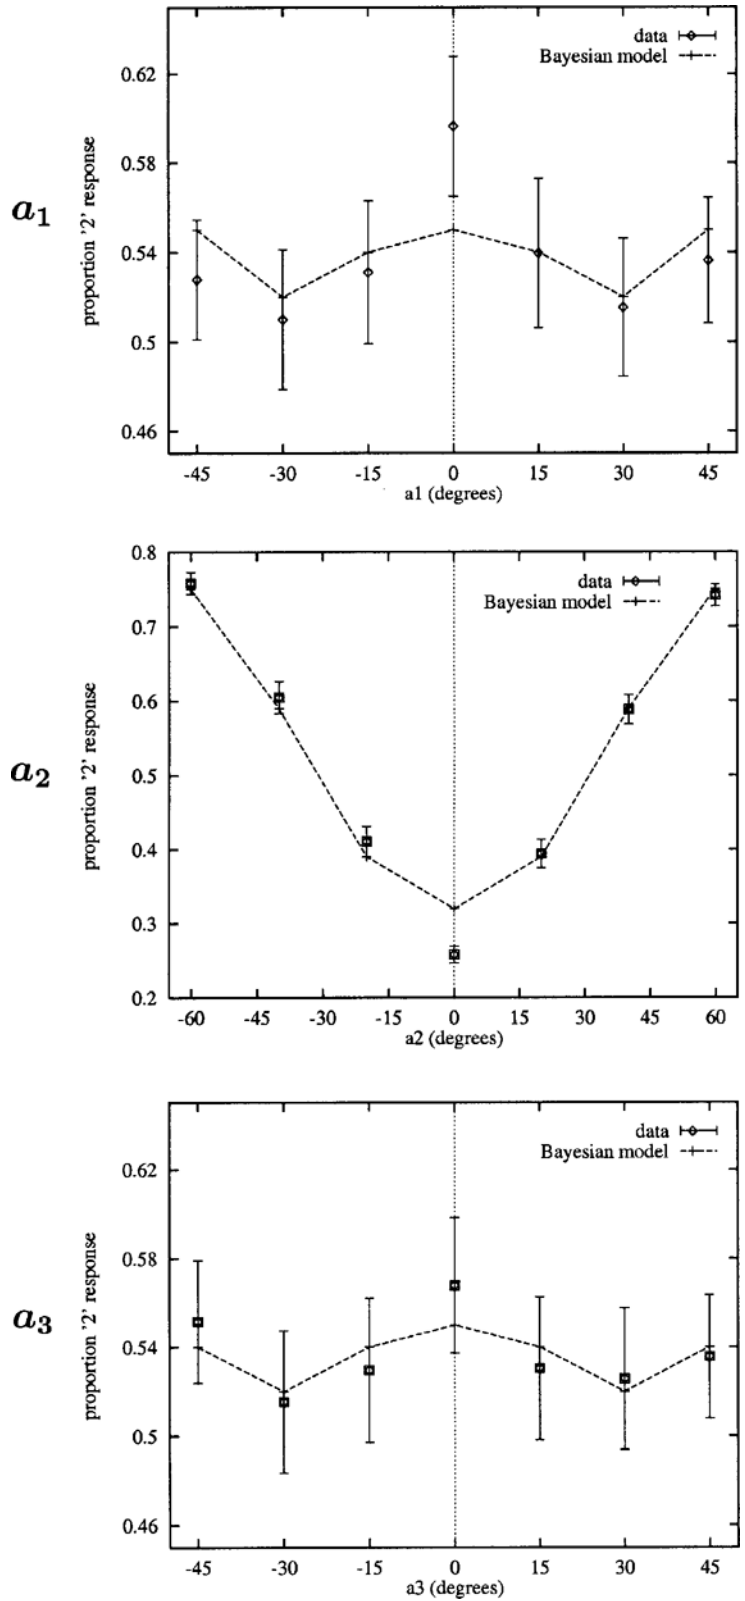 data
Bayesian model
0.62
0.58
0.54
0.5
0.46
proportion '2' response
a1
-45 -30 -15 0 15 30 45
a1 (degrees)
0.8
data
Bayesian model
0.7
0.6
0.5
0.4
0.3
0.2
proportion '2' response
a2
-60 -45 -30 -15 0 15 30 45 60
a2 (degrees)
data
Bayesian model
0.62
0.58
0.54
0.5
0.46
proportion '2' response
a3
-45 -30 -15 0 15 30 45
a3 (degrees)